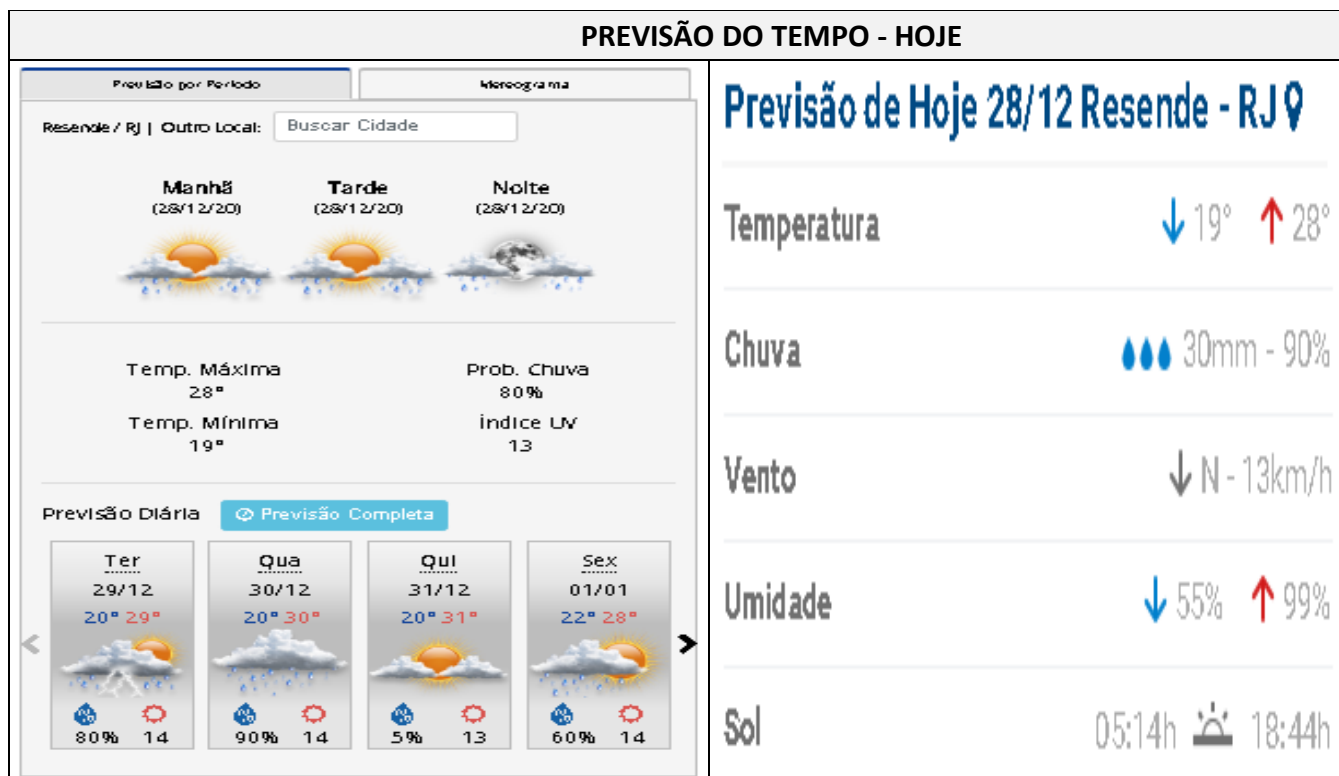 PREVISÃO DO TEMPO - HOJE
Previsão por Período
Meteograma
Resende / RJ | Outro Local: Buscar Cidade
Manhã Tarde Noite
(28/12/20) (28/12/20) (28/12/20)
Temp. Máxima Prob. Chuva
28° 80%
Temp. Mínima Índice UV
19° 13
Previsão Diária Previsão Completa
Ter Qua Qui Sex
29/12 30/12 31/12 01/01
20° 29° 20° 30° 20° 31° 22° 28°
80% 14 90% 14 5% 13 60% 14
Previsão de Hoje 28/12 Resende - RJ
Temperatura 19° 28°
Chuva 30mm - 90%
Vento N - 13km/h
Umidade 55% 99%
Sol 05:14h 18:44h